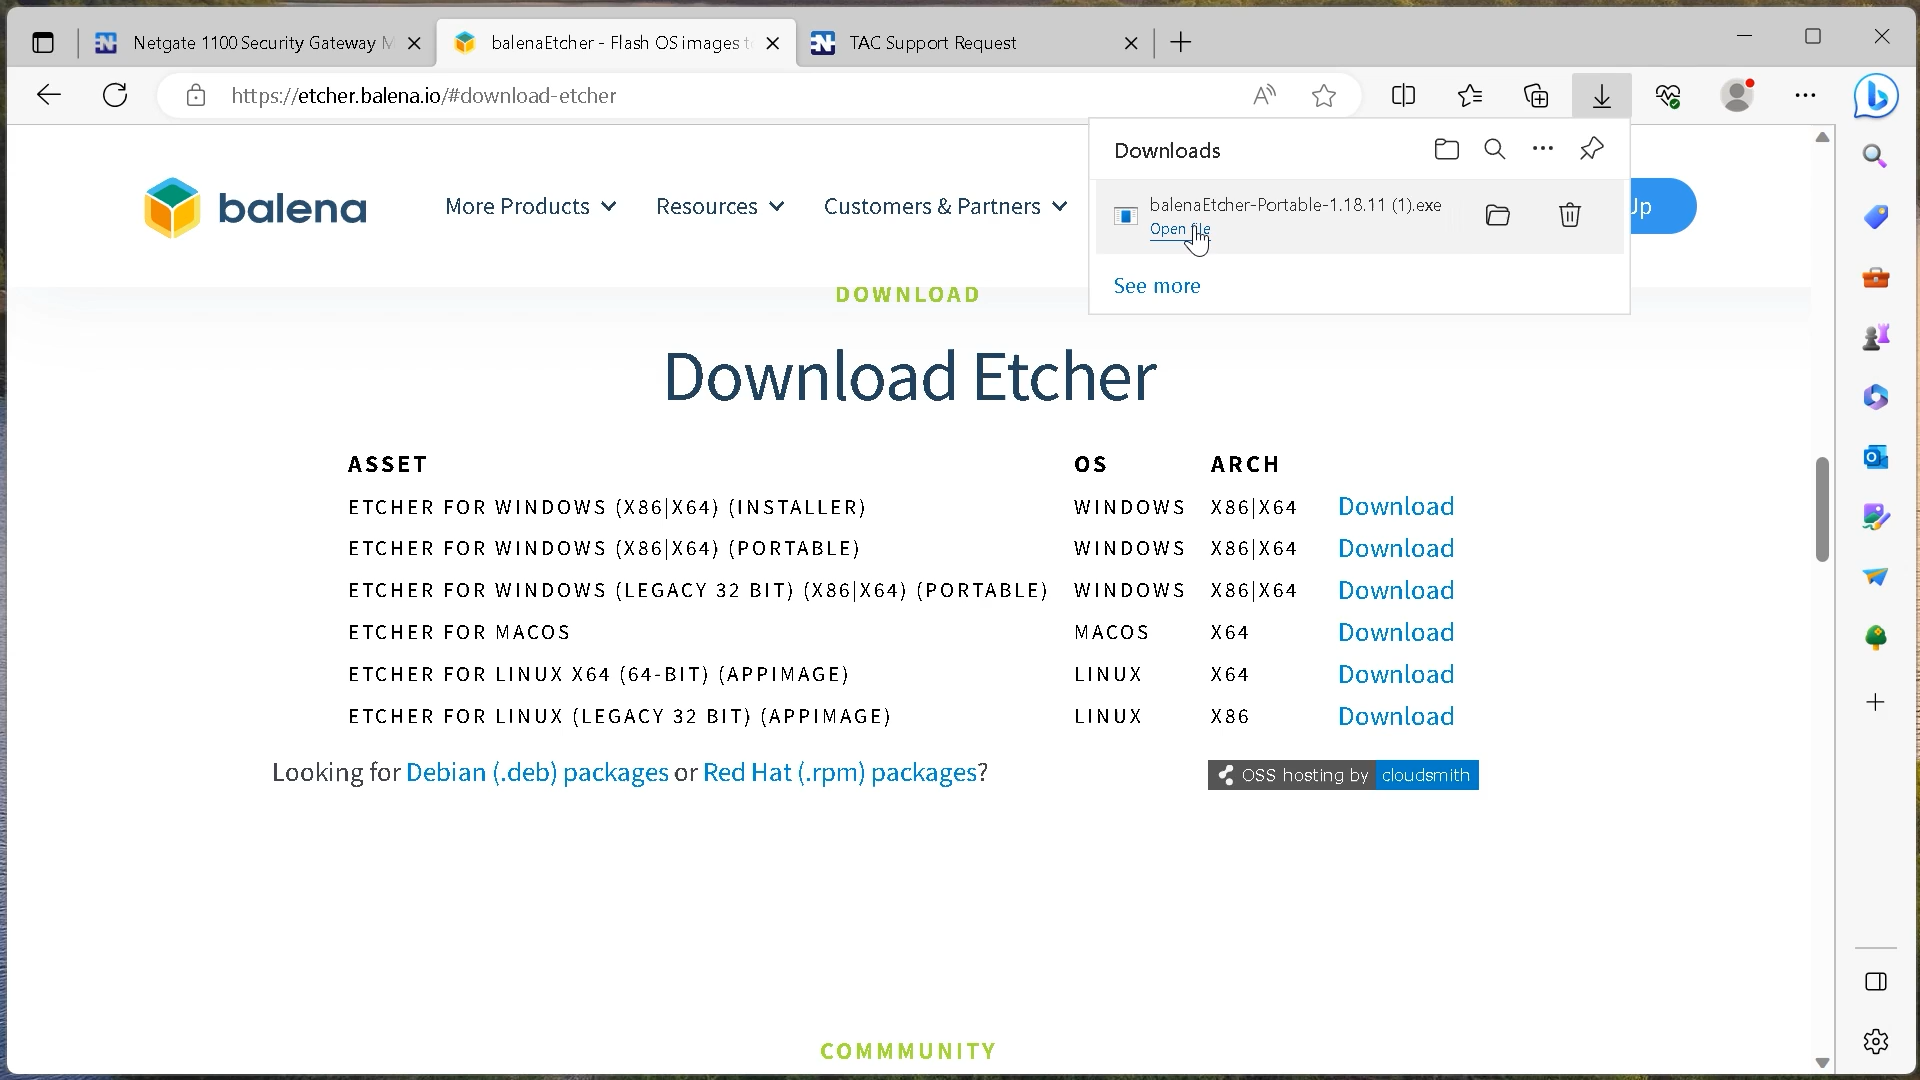 Netgate 1100 Security Gateway M
balenaEtcher - Flash OS images to
TAC Support Request
https://etcher.balena.io/#download-etcher
Downloads
balenaEtcher-Portable-1.18.11 (1).exe
Open file
See more
balena
More Products
Resources
Customers & Partners
Up
DOWNLOAD
Download Etcher
ASSET OS ARCH
ETCHER FOR WINDOWS (X86|X64) (INSTALLER) WINDOWS X86|X64 Download
ETCHER FOR WINDOWS (X86|X64) (PORTABLE) WINDOWS X86|X64 Download
ETCHER FOR WINDOWS (LEGACY 32 BIT) (X86|X64) (PORTABLE) WINDOWS X86|X64 Download
ETCHER FOR MACOS MACOS X64 Download
ETCHER FOR LINUX X64 (64-BIT) (APPIMAGE) LINUX X64 Download
ETCHER FOR LINUX (LEGACY 32 BIT) (APPIMAGE) LINUX X86 Download
Looking for Debian (.deb) packages or Red Hat (.rpm) packages?
OSS hosting by cloudsmith
COMMMUNITY